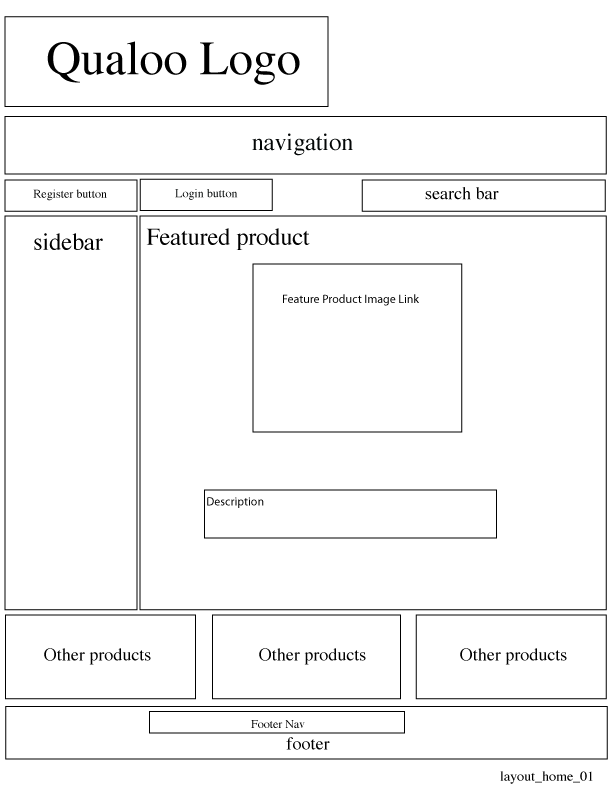 Qualoo Logo
navigation
Register button
Login button
search bar
sidebar
Featured product
Feature Product Image Link
Description
Other products
Other products
Other products
Footer Nav
footer
layout_home_01